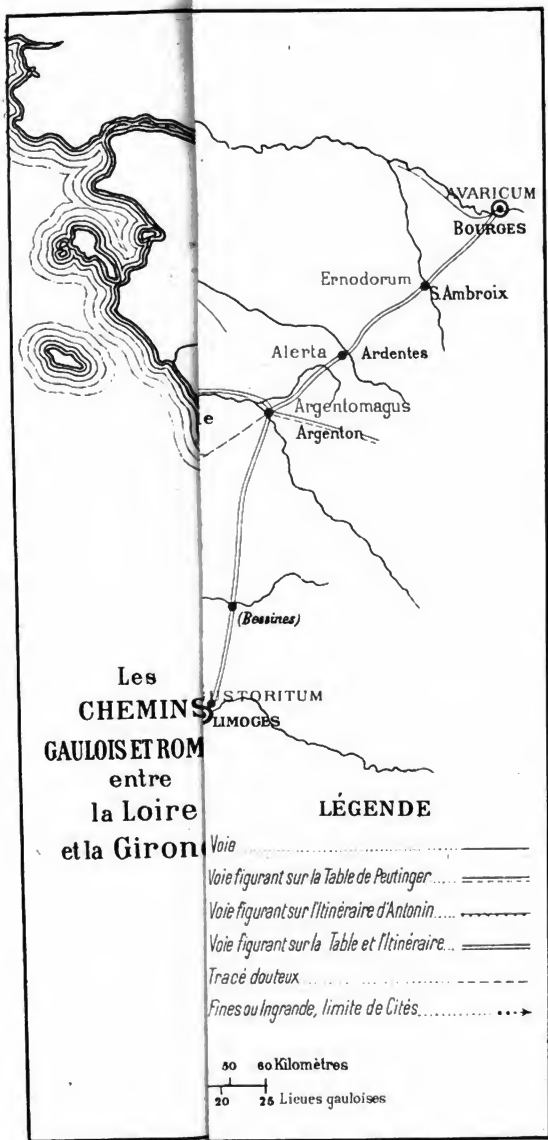 AVARICUM
BOURGES
Ernodorum
S.Ambroix
Alerta
Ardentes
Argentomagus
Argenton
le
(Bessines)
USTORITUM
LIMOGES
Les
CHEMINS
GAULOIS ET ROM
entre
la Loire
et la Giron
LÉGENDE
Voie
Voie figurant sur la Table de Peutinger
Voie figurant sur l'Itinéraire d'Antonin
Voie figurant sur la Table et l'Itinéraire
Tracé douteux
Fines ou Ingrande, limite de Cités
50 60 Kilomètres
20 25 Lieues gauloises